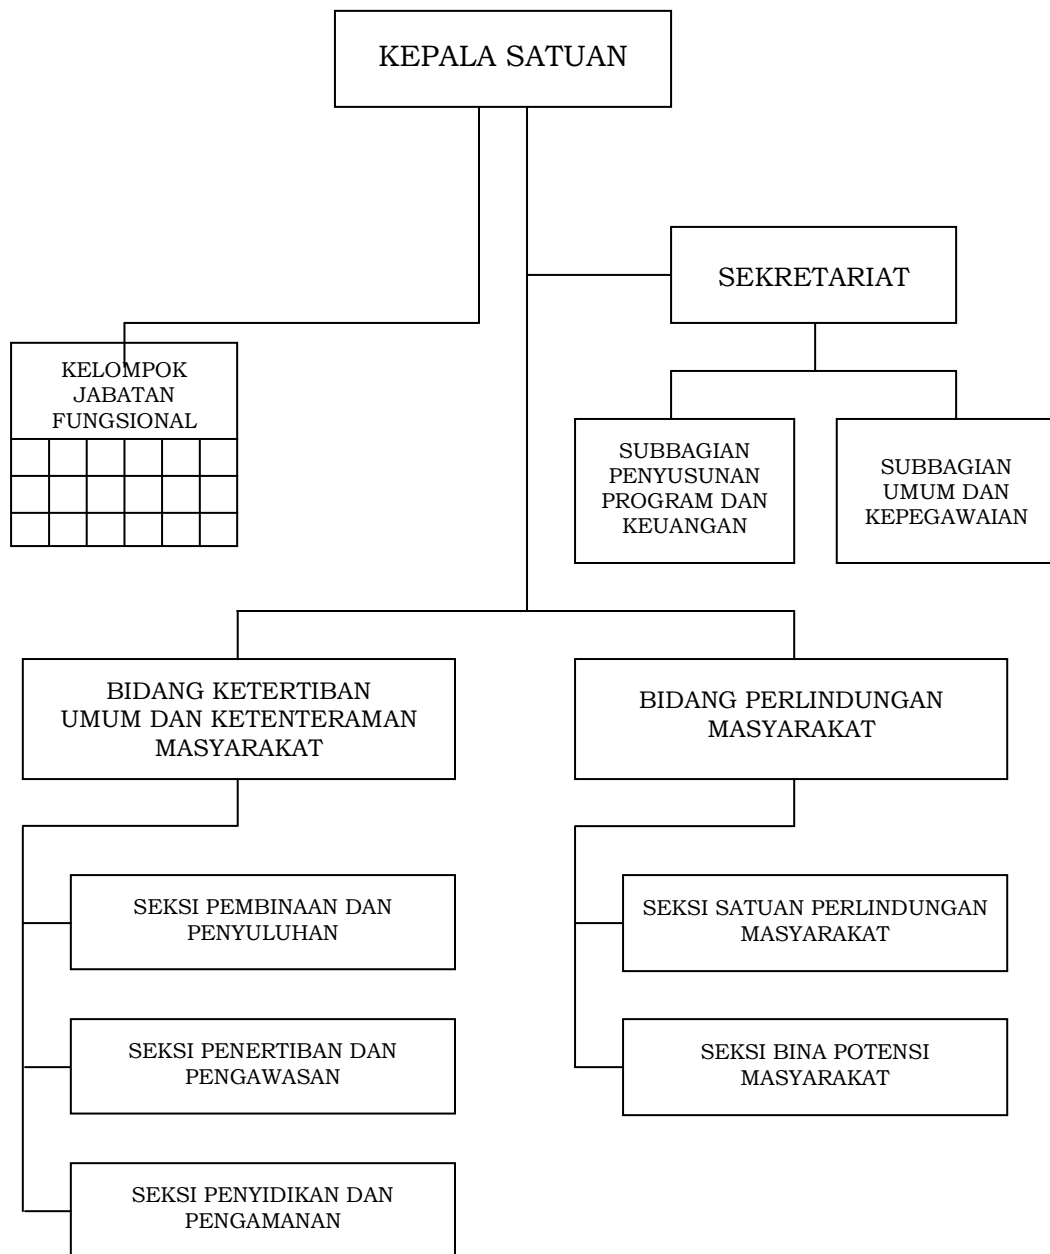 KEPALA SATUAN
SEKRETARIAT
KELOMPOK
JABATAN
FUNGSIONAL
SUBBAGIAN
PENYUSUNAN
PROGRAM DAN
KEUANGAN
SUBBAGIAN
UMUM DAN
KEPEGAWAIAN
BIDANG KETERTIBAN
UMUM DAN KETENTERAMAN
MASYARAKAT
BIDANG PERLINDUNGAN
MASYARAKAT
SEKSI PEMBINAAN DAN
PENYULUHAN
SEKSI SATUAN PERLINDUNGAN
MASYARAKAT
SEKSI PENERTIBAN DAN
PENGAWASAN
SEKSI BINA POTENSI
MASYARAKAT
SEKSI PENYIDIKAN DAN
PENGAMANAN